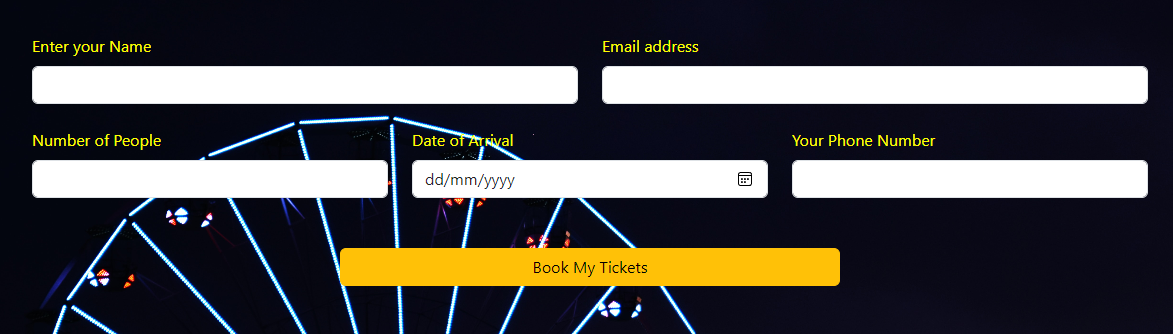 Enter your Name
Email address
Number of People
Date of Arrival
Your Phone Number
dd/mm/yyyy
Book My Tickets